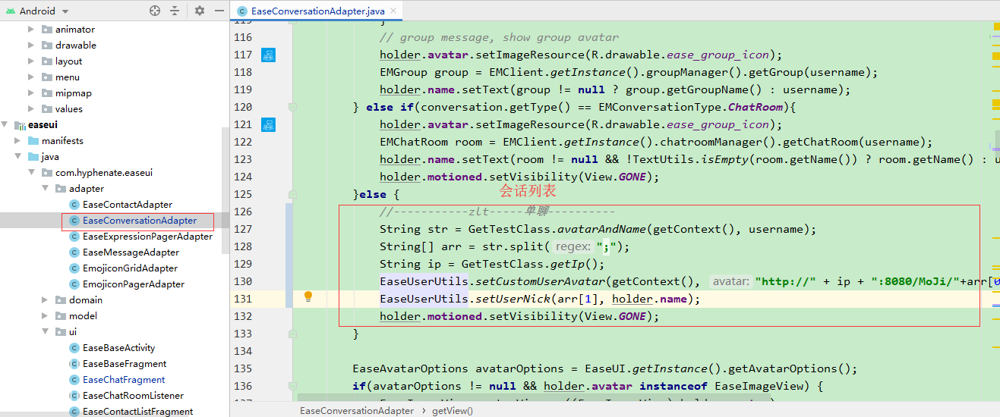 Android
EaseConversationAdapter.java
animator
drawable
layout
menu
mipmap
values
easeui
manifests
java
com.hyphenate.easeui
adapter
EaseContactAdapter
EaseConversationAdapter
EaseExpressionPagerAdapter
EaseMessageAdapter
EmojiconGridAdapter
EmojiconPagerAdapter
domain
model
ui
EaseBaseActivity
EaseBaseFragment
EaseChatFragment
EaseChatRoomListener
EaseContactListFragment
115 }
116 // group message, show group avatar
117 holder.avatar.setImageResource(R.drawable.ease_group_icon);
118 EMGroup group = EMClient.getInstance().groupManager().getGroup(username);
119 holder.name.setText(group != null ? group.getGroupName() : username);
120 } else if(conversation.getType() == EMConversationType.ChatRoom){
121 holder.avatar.setImageResource(R.drawable.ease_group_icon);
122 EMChatRoom room = EMClient.getInstance().chatroomManager().getChatRoom(username);
123 holder.name.setText(room != null && !TextUtils.isEmpty(room.getName()) ? room.getName() : u
124 holder.motioned.setVisibility(View.GONE);
125 }else {
会话列表
126 //-----------zlt-----单聊----------
127 String str = GetTestClass.avatarAndName(getContext(), username);
128 String[] arr = str.split( regex: ";");
129 String ip = GetTestClass.getIp();
130 EaseUserUtils.setCustomUserAvatar(getContext(), avatar: "http://" + ip + ":8080/MoJi/"+arr[0
131 EaseUserUtils.setUserNick(arr[1], holder.name);
132 holder.motioned.setVisibility(View.GONE);
133 }
134
135 EaseAvatarOptions avatarOptions = EaseUI.getInstance().getAvatarOptions();
136 if(avatarOptions != null && holder.avatar instanceof EaseImageView) {
EaseConversationAdapter › getView()